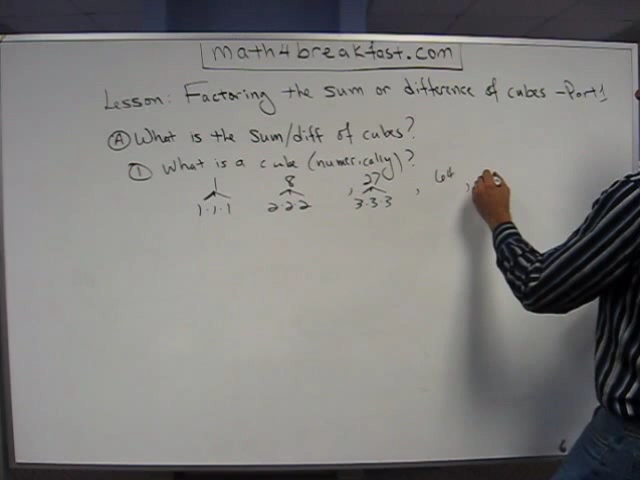 math4breakfast.com
Lesson: Factoring the sum or difference of cubes - Part 1
Ⓐ What is the sum/diff of cubes?
① What is a cube (numerically)?
1 8 , 27 , 64 ,
1·1·1 2·2·2 3·3·3
6